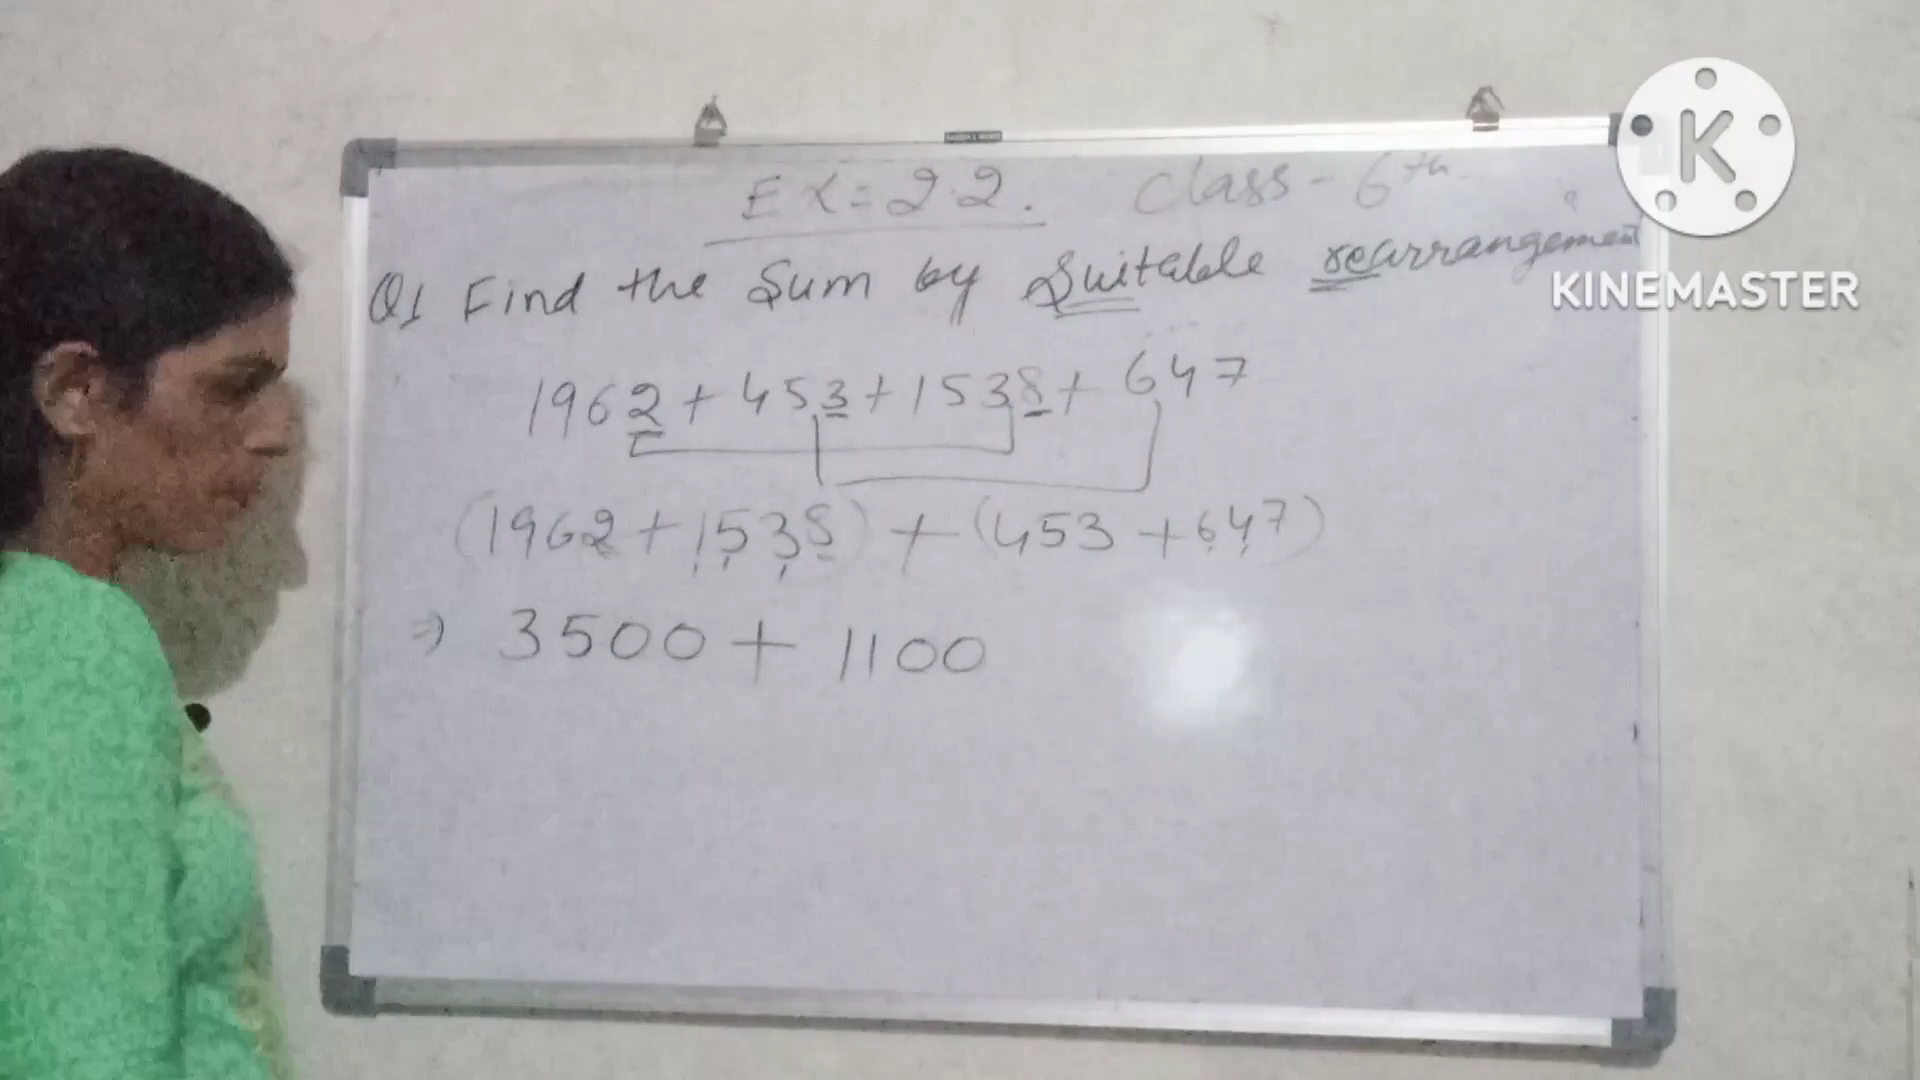 EX=2.2. Class-6th.
Q1 Find the Sum by Suitable rearrangement
1962+453+1538+647
(1962+1538)+(453+647)
⇒ 3500+1100
K
KINEMASTER